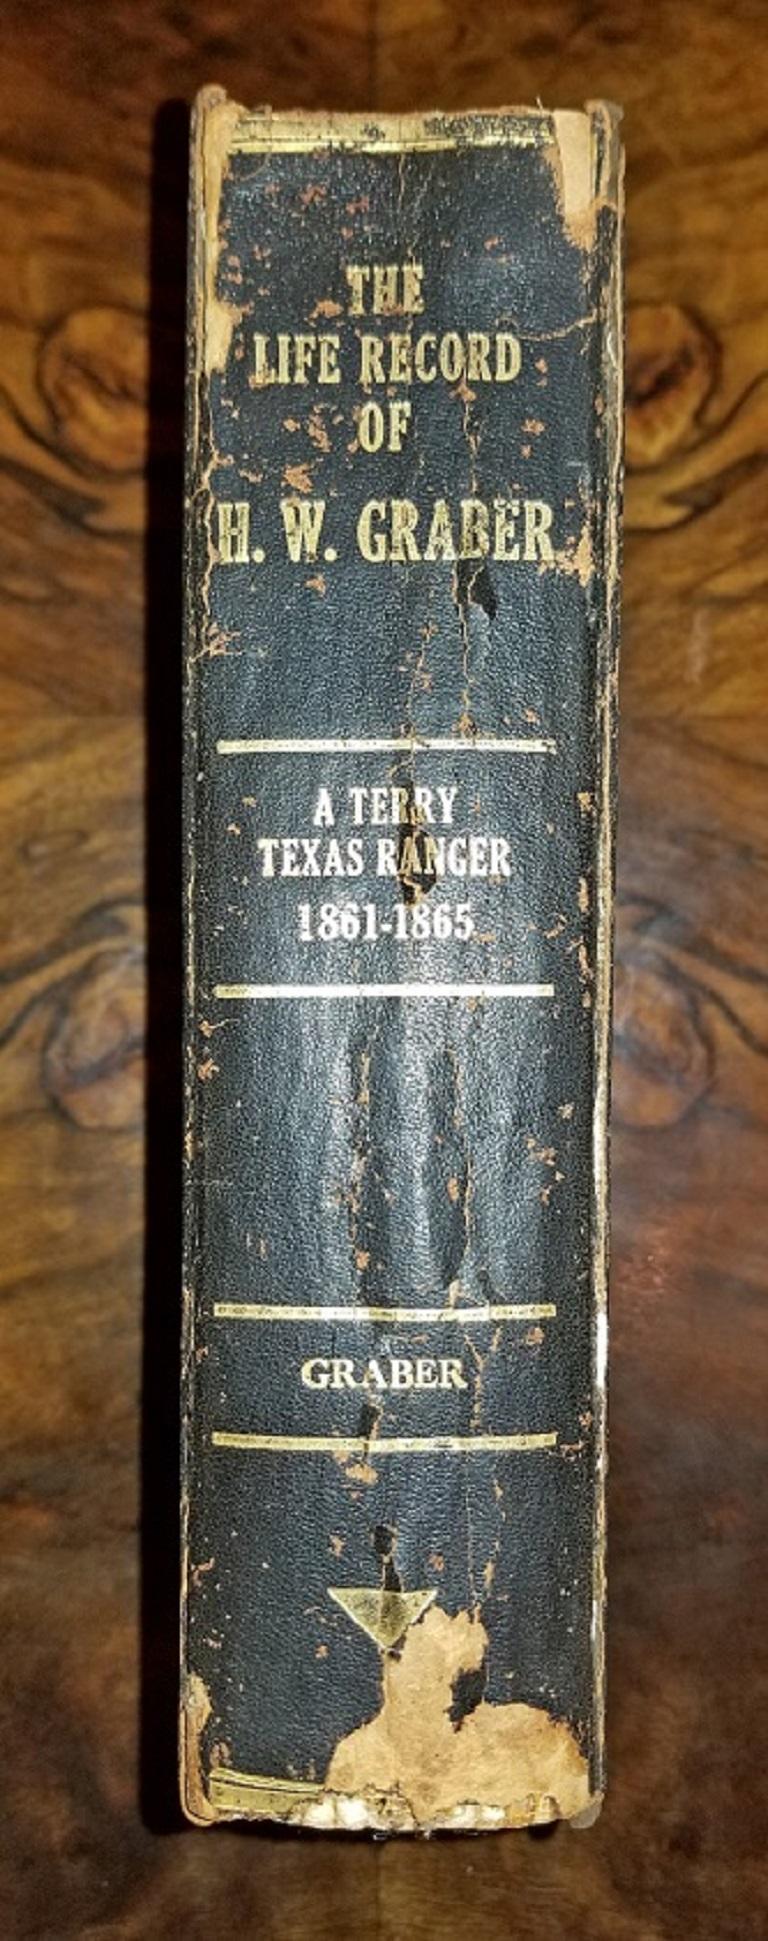 THE
LIFE RECORD
OF
H. W. GRABER
A TERRY
TEXAS RANGER
1861-1865
GRABER